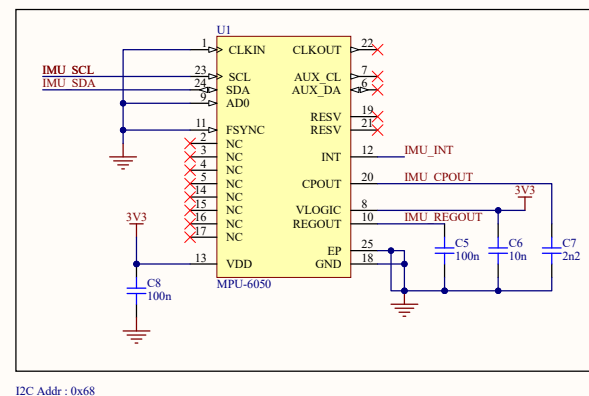 U1
1 CLKIN CLKOUT 22
IMU_SCL 23 SCL AUX_CL 7
IMU_SDA 24 SDA AUX_DA 6
9 AD0
RESV 19
11 FSYNC RESV 21
2 NC
3 NC INT 12 IMU_INT
4 NC
5 NC CPOUT 20 IMU_CPOUT
14 NC
3V3
15 NC VLOGIC 8
16 NC REGOUT 10 IMU_REGOUT
17 NC
3V3
EP 25
13 VDD GND 18
C5 C6 C7
100n 10n 2n2
C8 MPU-6050
100n
I2C Addr : 0x68